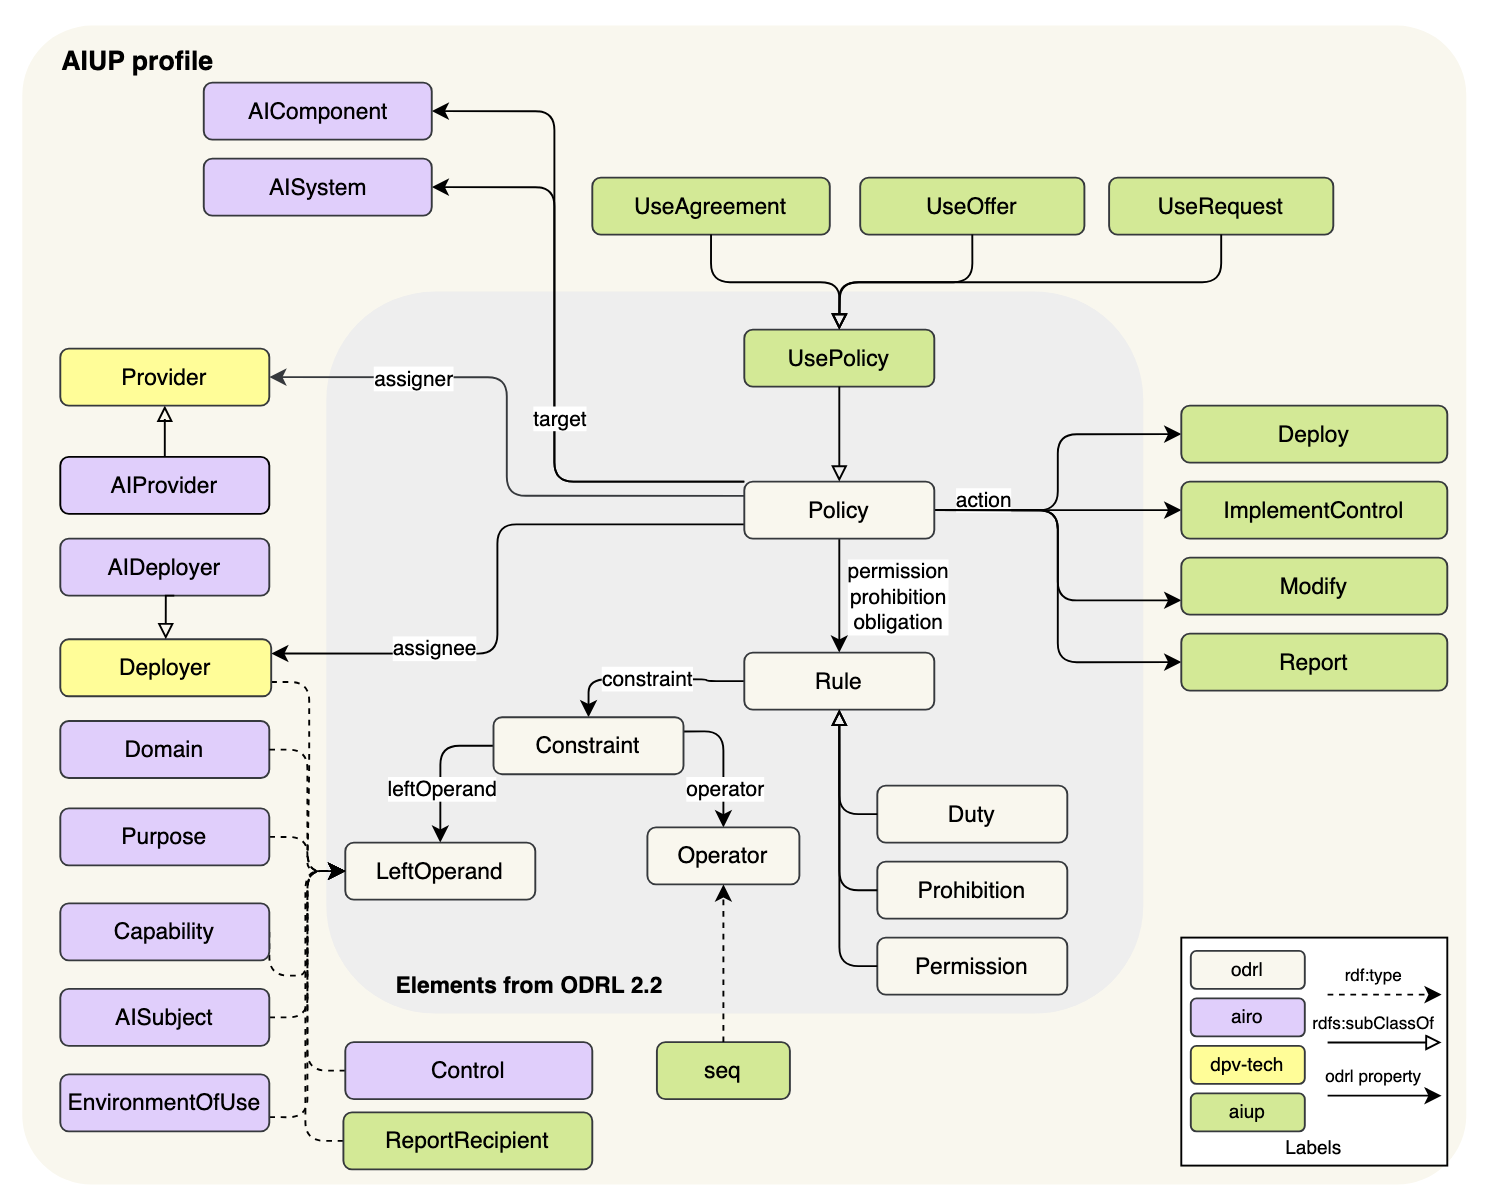 AIUP profile
AIComponent
AISystem
UseAgreement
UseOffer
UseRequest
UsePolicy
Provider
assigner
target
AIProvider
Policy
action
Deploy
ImplementControl
Modify
Report
AIDeployer
permission
prohibition
obligation
assignee
Deployer
constraint
Rule
Domain
Constraint
leftOperand
operator
Purpose
LeftOperand
Operator
Duty
Prohibition
Permission
Capability
Elements from ODRL 2.2
AISubject
Control
seq
EnvironmentOfUse
ReportRecipient
odrl
rdf:type
airo
rdfs:subClassOf
dpv-tech
odrl property
aiup
Labels